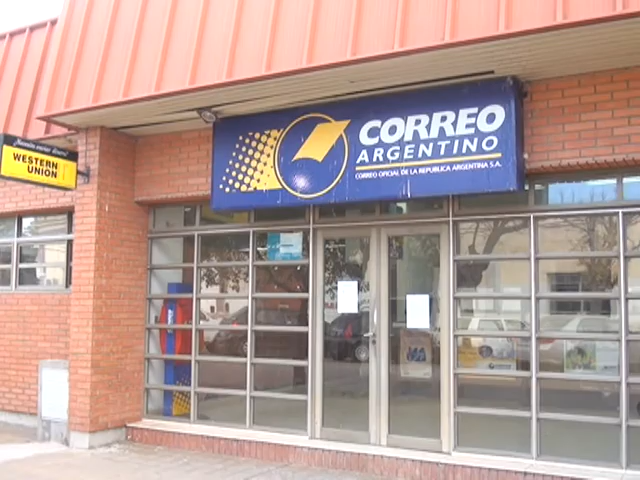 WESTERN
UNION
CORREO
ARGENTINO
CORREO OFICIAL DE LA REPUBLICA ARGENTINA S.A.